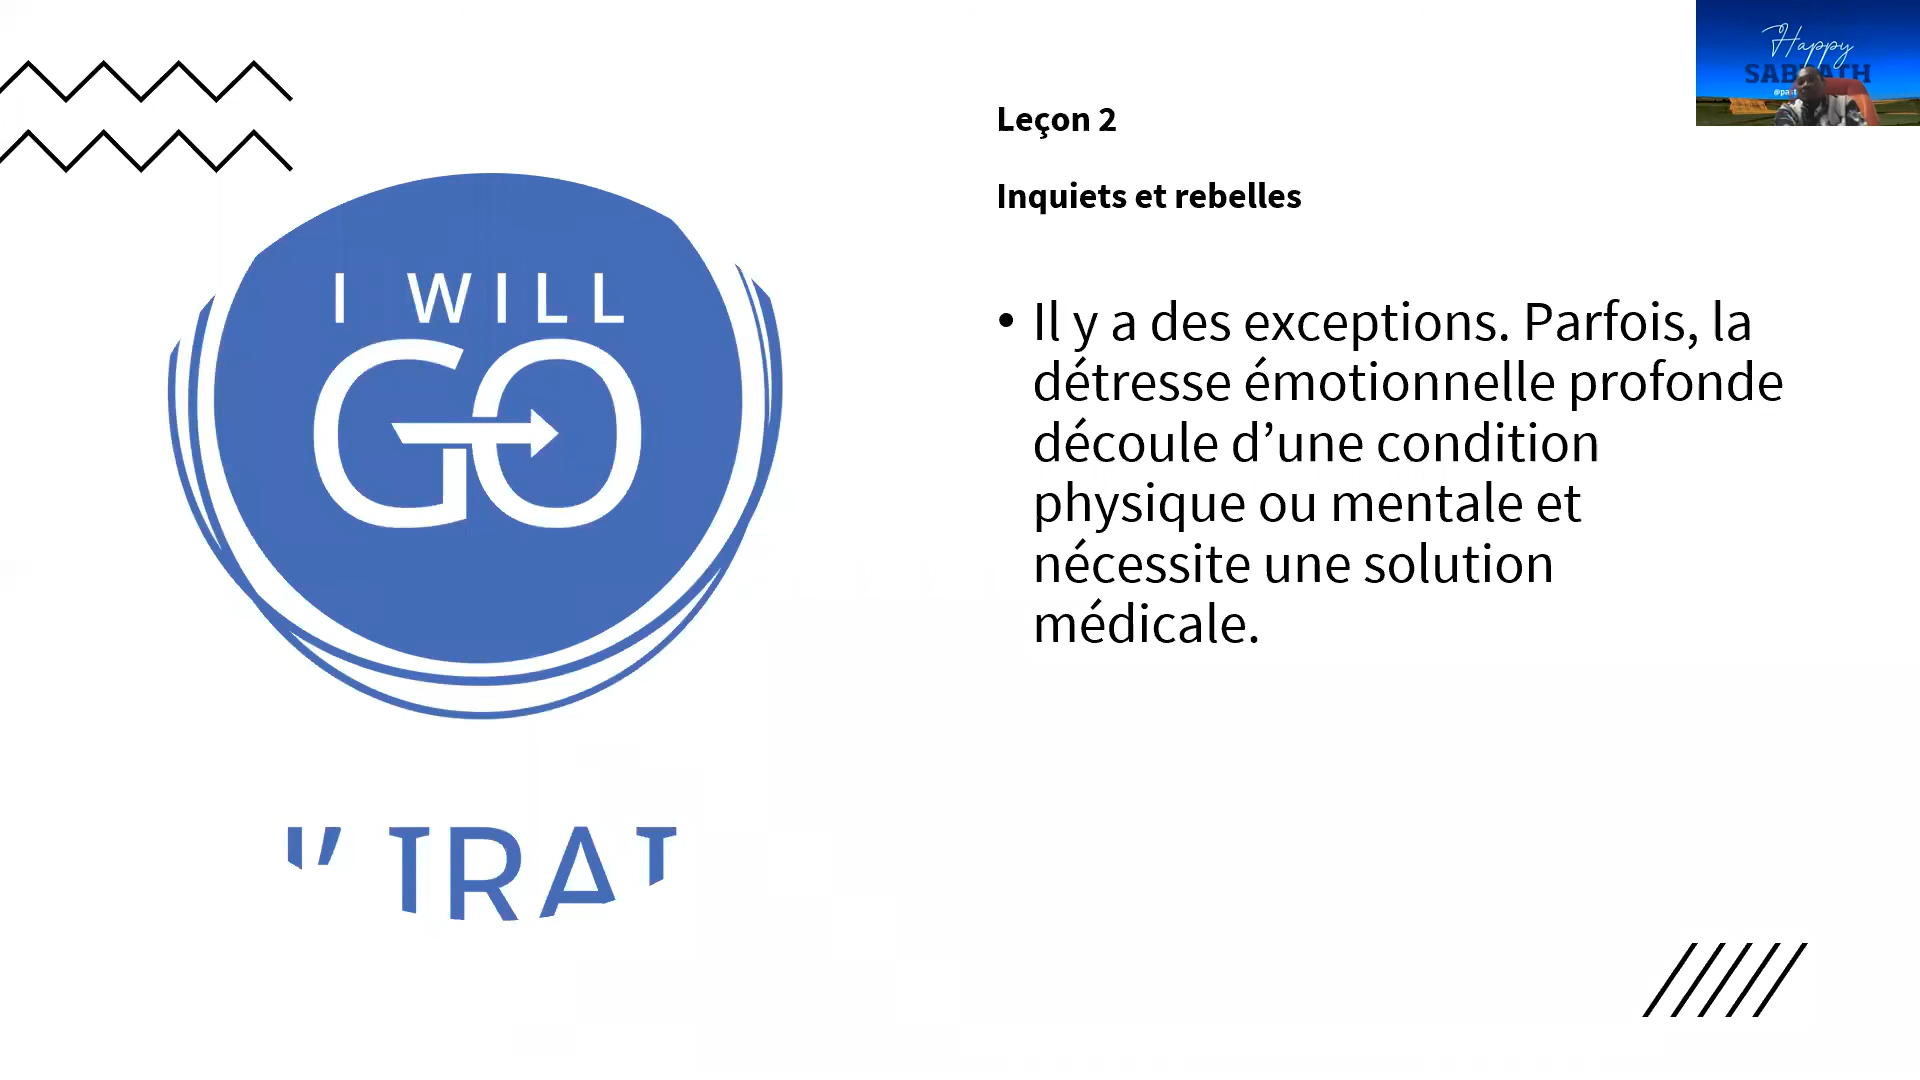 Happy
Leçon 2
Inquiets et rebelles
I WILL
GO
• Il y a des exceptions. Parfois, la
détresse émotionnelle profonde
découle d’une condition
physique ou mentale et
nécessite une solution
médicale.